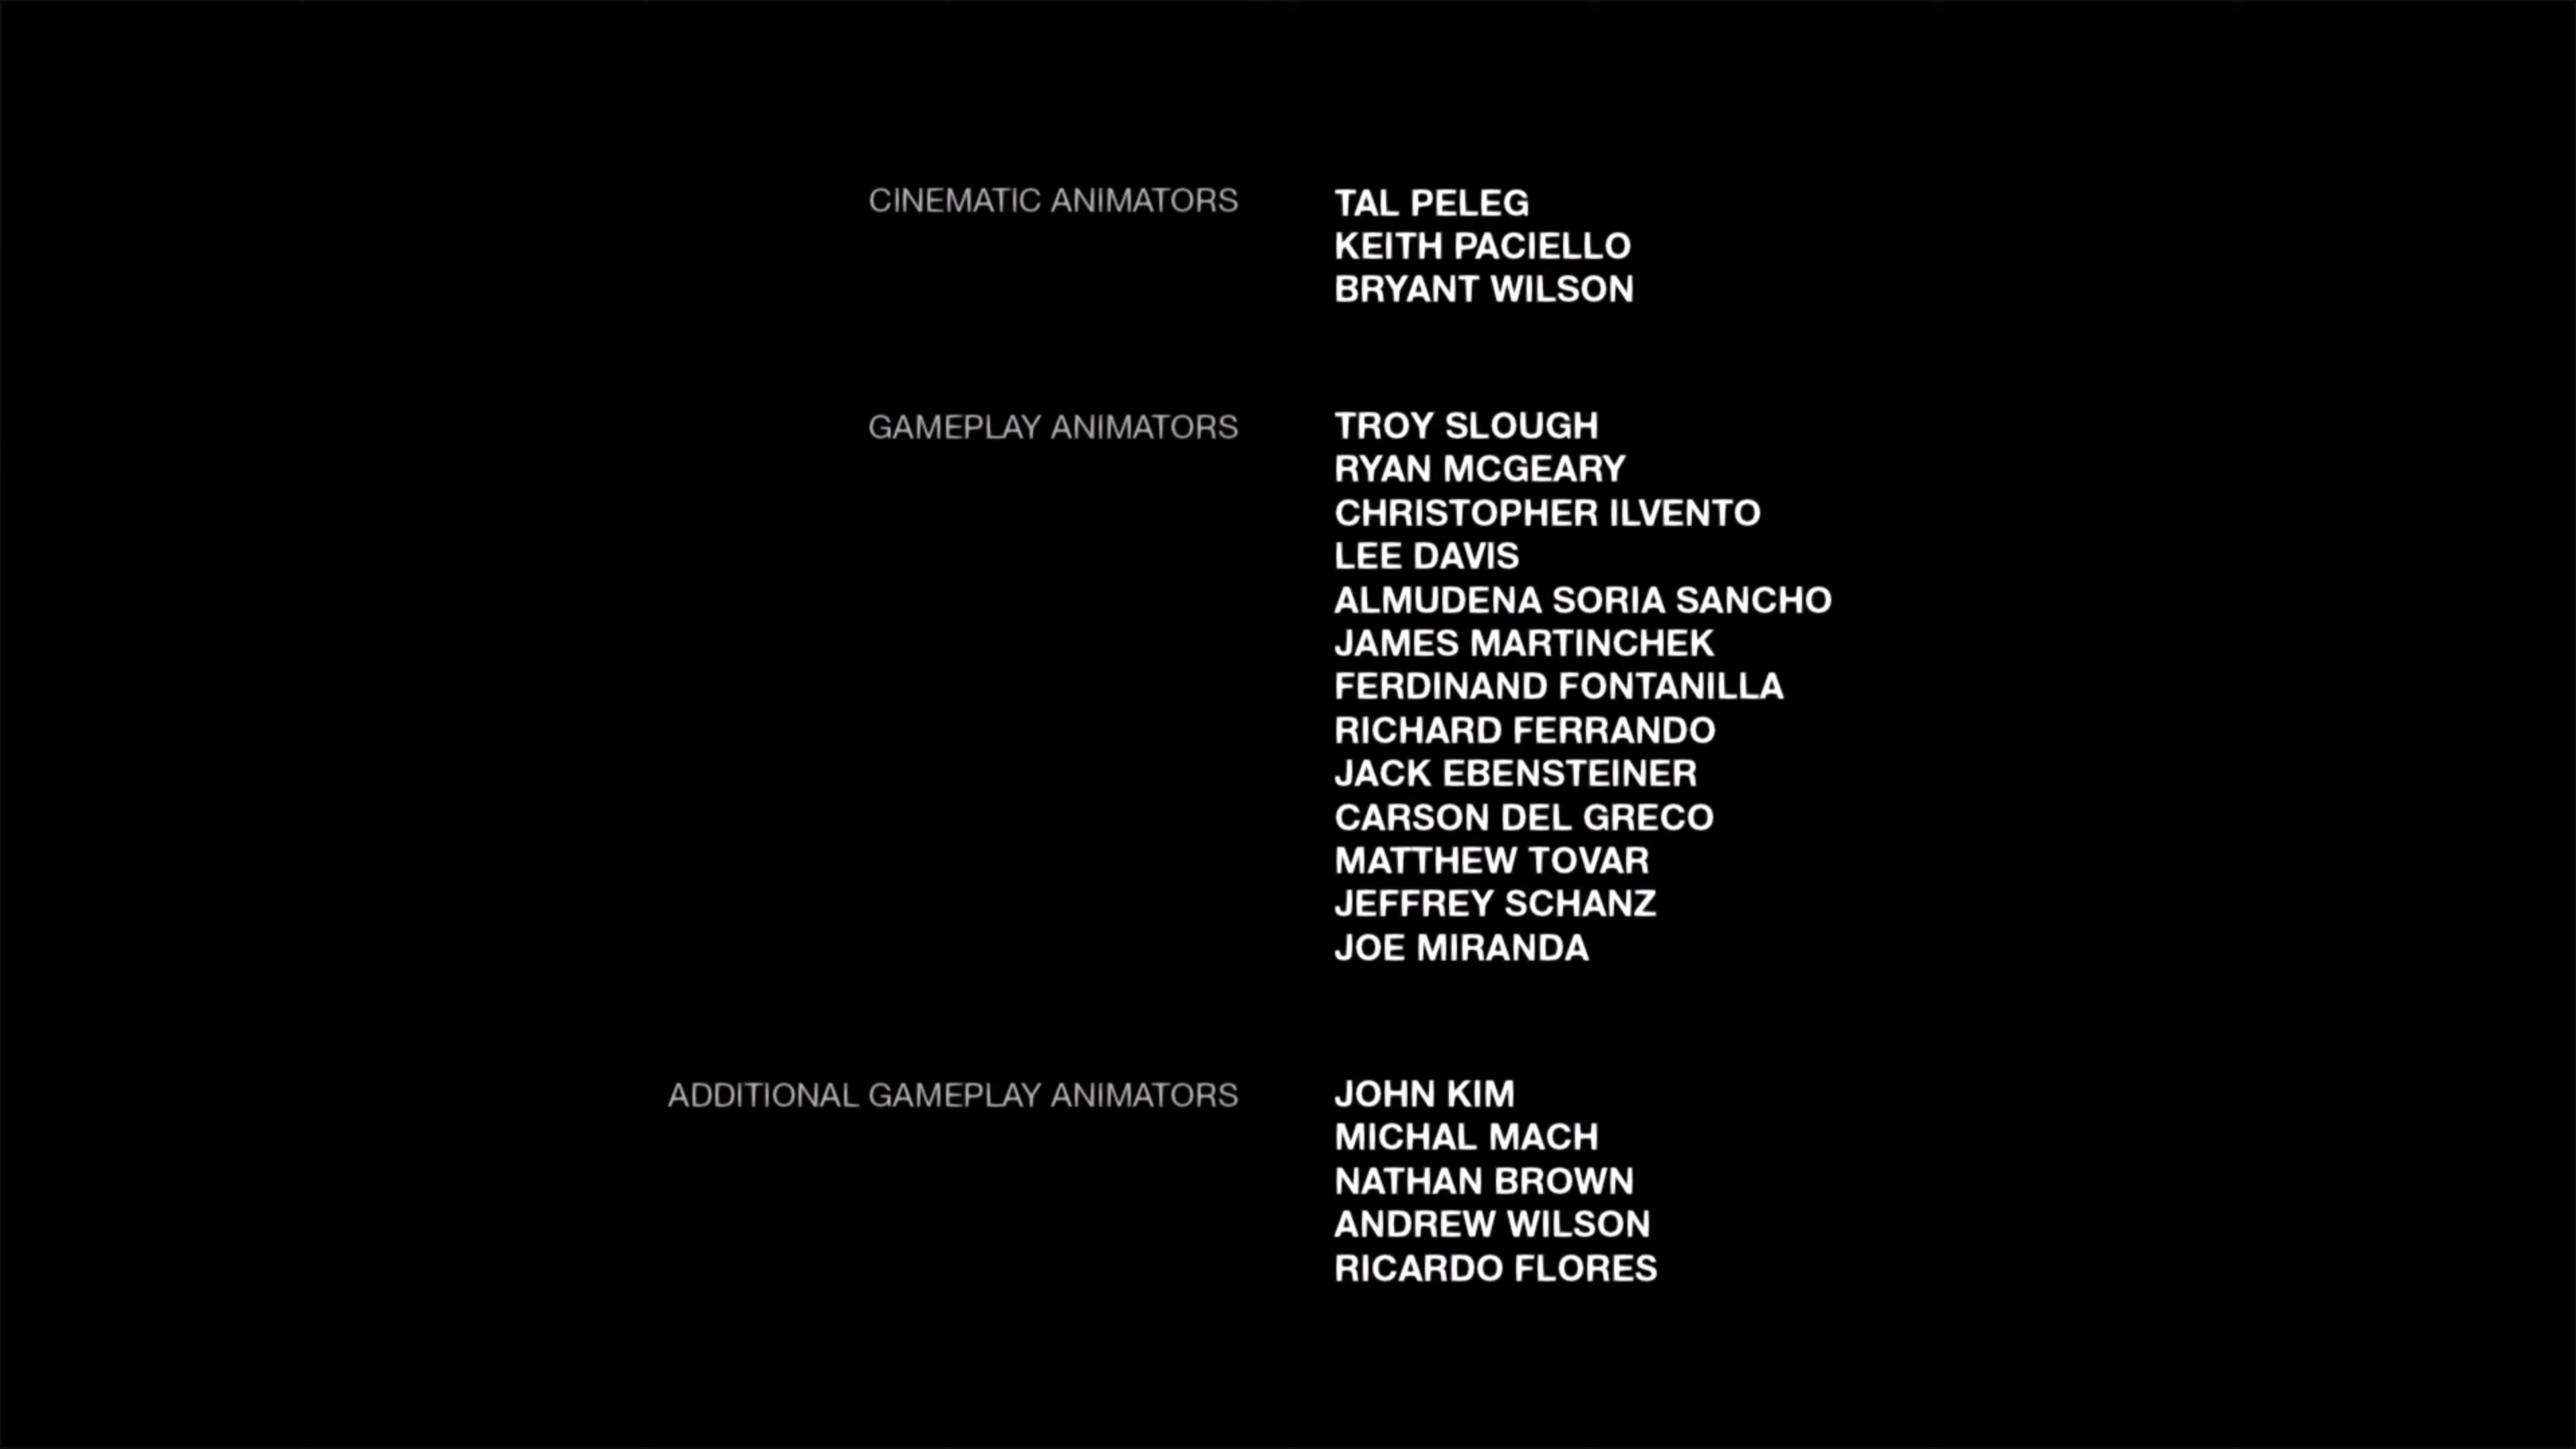 CINEMATIC ANIMATORS TAL PELEG
KEITH PACIELLO
BRYANT WILSON
GAMEPLAY ANIMATORS TROY SLOUGH
RYAN MCGEARY
CHRISTOPHER ILVENTO
LEE DAVIS
ALMUDENA SORIA SANCHO
JAMES MARTINCHEK
FERDINAND FONTANILLA
RICHARD FERRANDO
JACK EBENSTEINER
CARSON DEL GRECO
MATTHEW TOVAR
JEFFREY SCHANZ
JOE MIRANDA
ADDITIONAL GAMEPLAY ANIMATORS JOHN KIM
MICHAL MACH
NATHAN BROWN
ANDREW WILSON
RICARDO FLORES